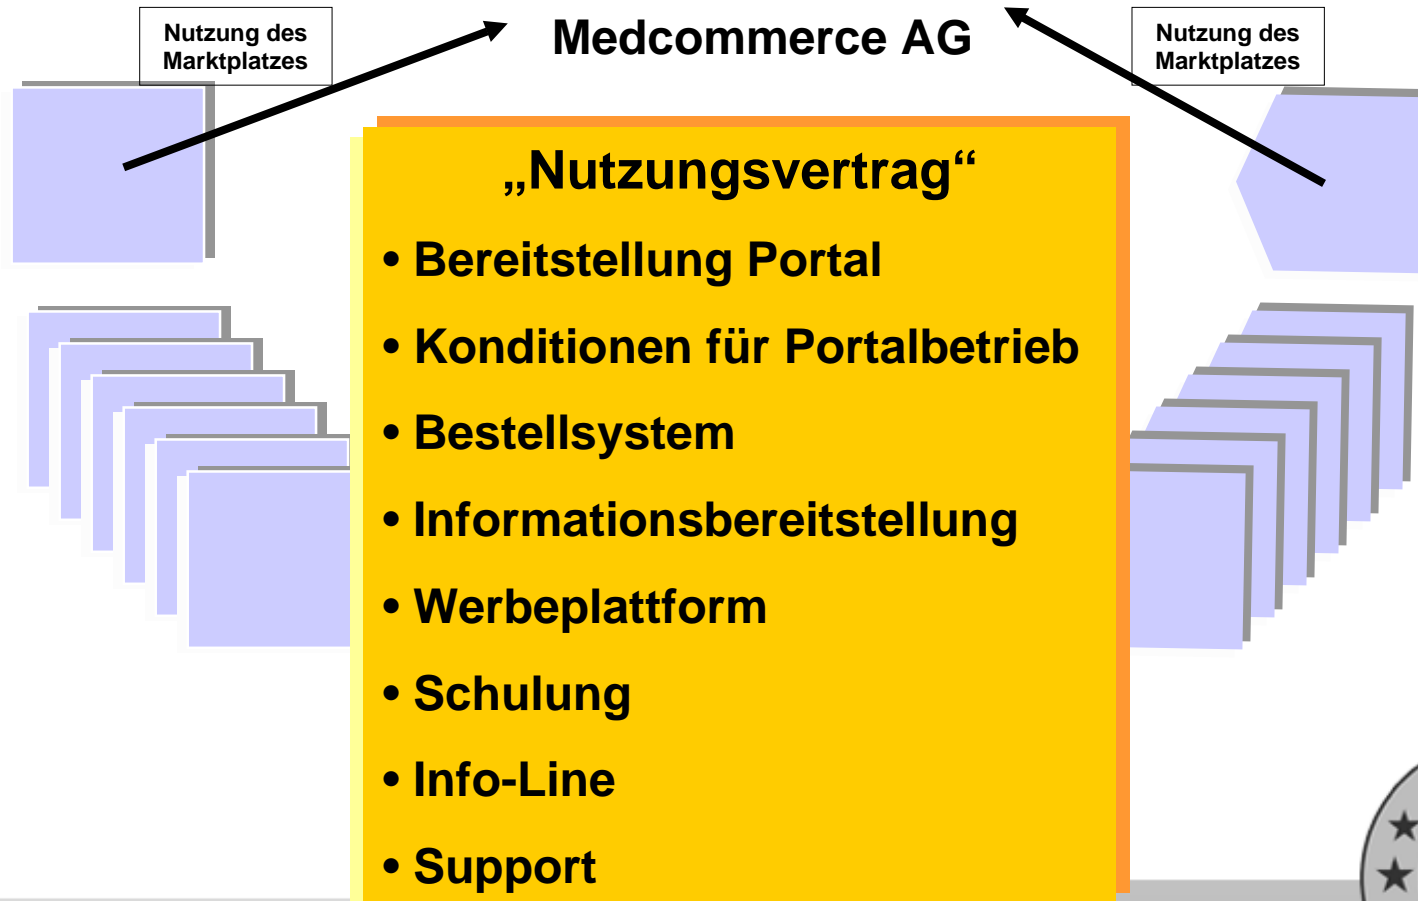 Nutzung des
Marktplatzes
Medcommerce AG
Nutzung des
Marktplatzes
„Nutzungsvertrag“
• Bereitstellung Portal
• Konditionen für Portalbetrieb
• Bestellsystem
• Informationsbereitstellung
• Werbeplattform
• Schulung
• Info-Line
• Support